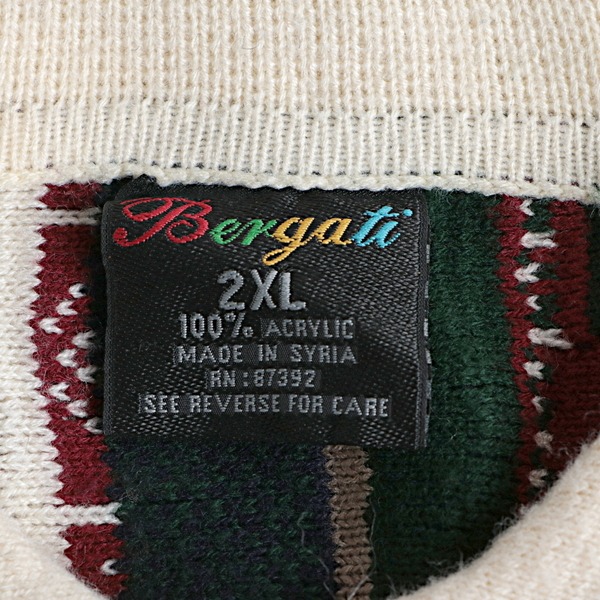 Bergati
2XL
100% ACRYLIC
MADE IN SYRIA
RN: 87392
SEE REVERSE FOR CARE